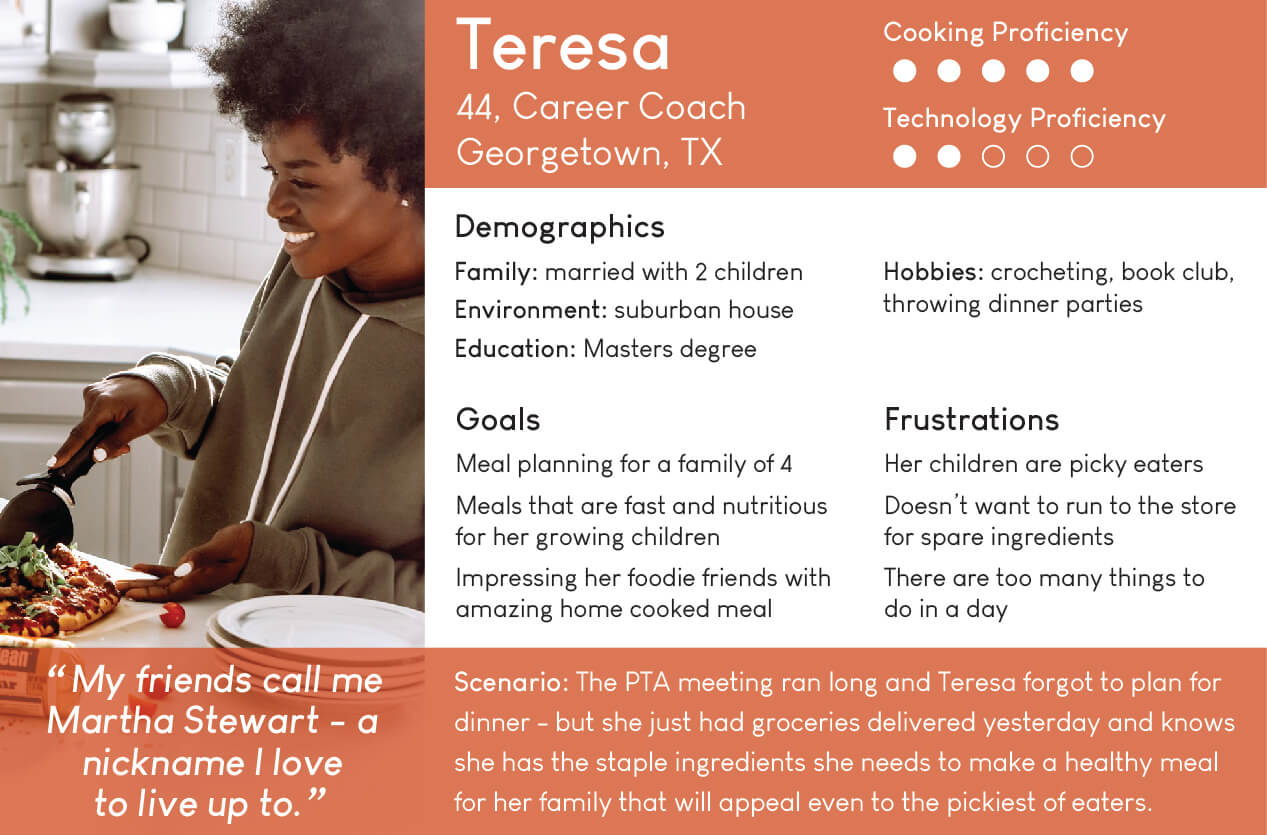 Teresa
44, Career Coach
Georgetown, TX
Cooking Proficiency
Technology Proficiency
Demographics
Family: married with 2 children
Environment: suburban house
Education: Masters degree
Hobbies: crocheting, book club,
throwing dinner parties
Goals
Meal planning for a family of 4
Meals that are fast and nutritious
for her growing children
Impressing her foodie friends with
amazing home cooked meal
Frustrations
Her children are picky eaters
Doesn’t want to run to the store
for spare ingredients
There are too many things to
do in a day
“My friends call me
Martha Stewart - a
nickname I love
to live up to.”
Scenario: The PTA meeting ran long and Teresa forgot to plan for
dinner - but she just had groceries delivered yesterday and knows
she has the staple ingredients she needs to make a healthy meal
for her family that will appeal even to the pickiest of eaters.